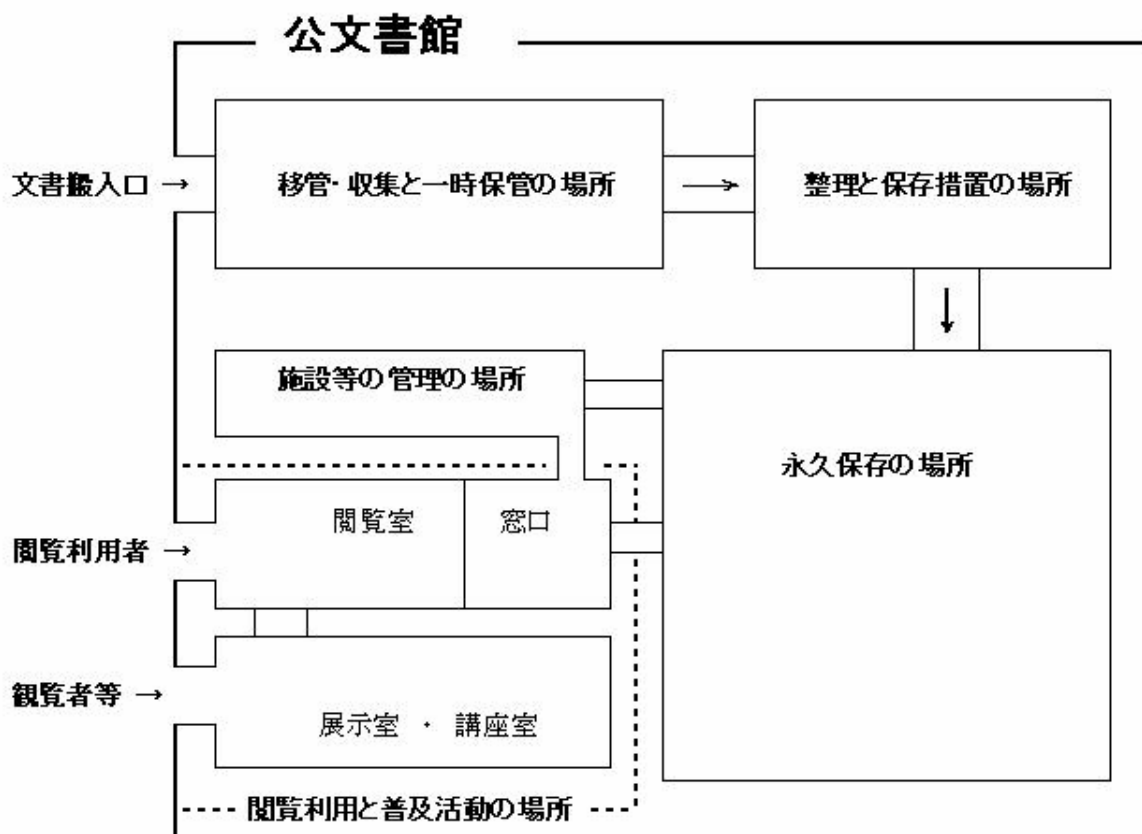 公文書館
文書搬入口 →
移管・収集と一時保管の場所
→
整理と保存措置の場所
↓
施設等の管理の場所
永久保存の場所
閲覧利用者 →
閲覧室
窓口
観覧者等 →
展示室 ・ 講座室
閲覧利用と普及活動の場所